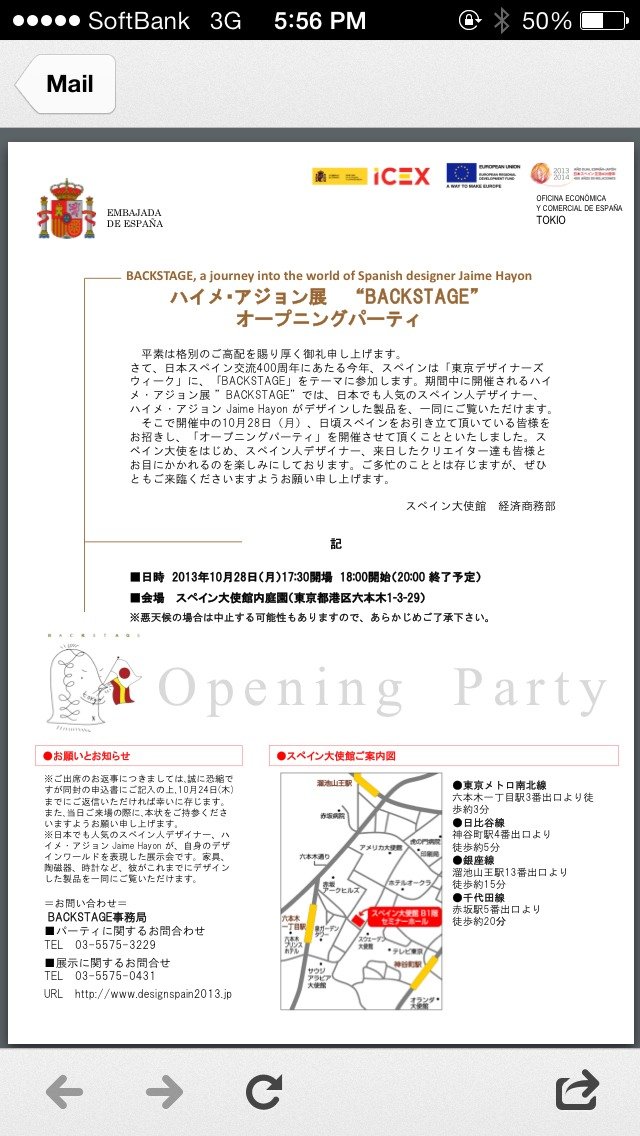 SoftBank 3G 5:56 PM 50%
Mail
ICEX
EUROPEAN UNION
EUROPEAN REGIONAL
DEVELOPMENT FUND
A WAY TO MAKE EUROPE
2013
2014
AÑO DUAL ESPAÑA-JAPÓN
日本スペイン交流400周年
400 AÑOS DE RELACIONES
EMBAJADA
DE ESPAÑA
OFICINA ECONÓMICA
Y COMERCIAL DE ESPAÑA
TOKIO
BACKSTAGE, a journey into the world of Spanish designer Jaime Hayon
ハイメ・アジョン展 “BACKSTAGE”
オープニングパーティ
平素は格別のご高配を賜り厚く御礼申し上げます。
さて、日本スペイン交流400周年にあたる今年、スペインは「東京デザイナーズ
ウィーク」に、「BACKSTAGE」をテーマに参加します。期間中に開催されるハイ
メ・アジョン展 ” BACKSTAGE” では、日本でも人気のスペイン人デザイナー、
ハイメ・アジョン Jaime Hayon がデザインした製品を、一同にご覧いただけます。
そこで開催中の10月28日（月）、日頃スペインをお引き立て頂いている皆様を
お招きし、「オープニングパーティ」を開催させて頂くことといたしました。ス
ペイン大使をはじめ、スペイン人デザイナー、来日したクリエイター達も皆様と
お目にかかれるのを楽しみにしております。ご多忙のこととは存じますが、ぜひ
ともご来臨くださいますようお願い申し上げます。
スペイン大使館 経済商務部
記
■日時 2013年10月28日（月）17:30開場 18:00開始（20:00 終了予定）
■会場 スペイン大使館内庭園（東京都港区六本木1-3-29）
※悪天候の場合は中止する可能性もありますので、あらかじめご了承下さい。
BACKSTAGE
Opening Party
●お願いとお知らせ
※ご出席のお返事につきましては、誠に恐縮で
すが同封の申込書にご記入の上、10月24日(木)
までにご返信いただければ幸いに存じます。
また、当日ご来場の際に、本状をご持参くださ
いますようお願い申し上げます。
※日本でも人気のスペイン人デザイナー、ハ
イメ・アジョン Jaime Hayon が、自身のデザ
インワールドを表現した展示会です。家具、
陶磁器、時計など、彼がこれまでにデザイン
した製品を一同にご覧いただけます。
＝お問い合わせ＝
BACKSTAGE事務局
■パーティに関するお問合わせ
TEL 03-5575-3229
■展示に関するお問合せ
TEL 03-5575-0431
URL http://www.designspain2013.jp
●スペイン大使館ご案内図
溜池山王駅
赤坂病院
虎の門病院
アメリカ大使館
印刷局
六本木通り
赤坂
アークヒルズ
ホテルオークラ
スペイン大使館 B1階
セミナーホール
六本木
一丁目駅
泉ガーデン
タワー
六本木
プリンス
ホテル
スウェーデン
大使館
テレビ東京
神谷町駅
サウジ
アラビア
大使館
オランダ
大使館
●東京メトロ南北線
六本木一丁目駅3番出口より徒
歩約3分
●日比谷線
神谷町駅4番出口より
徒歩約5分
●銀座線
溜池山王駅13番出口より
徒歩約15分
●千代田線
赤坂駅5番出口より
徒歩約20分